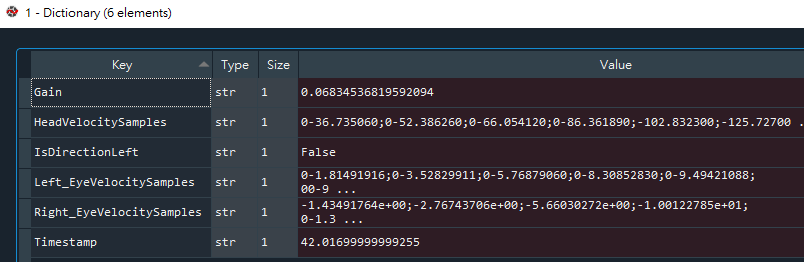 1 - Dictionary (6 elements)
Key Type Size Value
Gain str 1 0.06834536819592094
HeadVelocitySamples str 1 0-36.735060;0-52.386260;0-66.054120;0-86.361890;-102.832300;-125.72700 ...
IsDirectionLeft str 1 False
Left_EyeVelocitySamples str 1 0-1.81491916;0-3.52829911;0-5.76879060;0-8.30852830;0-9.49421088;
00-9 ...
Right_EyeVelocitySamples str 1 -1.43491764e+00;-2.76743706e+00;-5.66030272e+00;-1.00122785e+01;
0-1.3 ...
Timestamp str 1 42.01699999999255